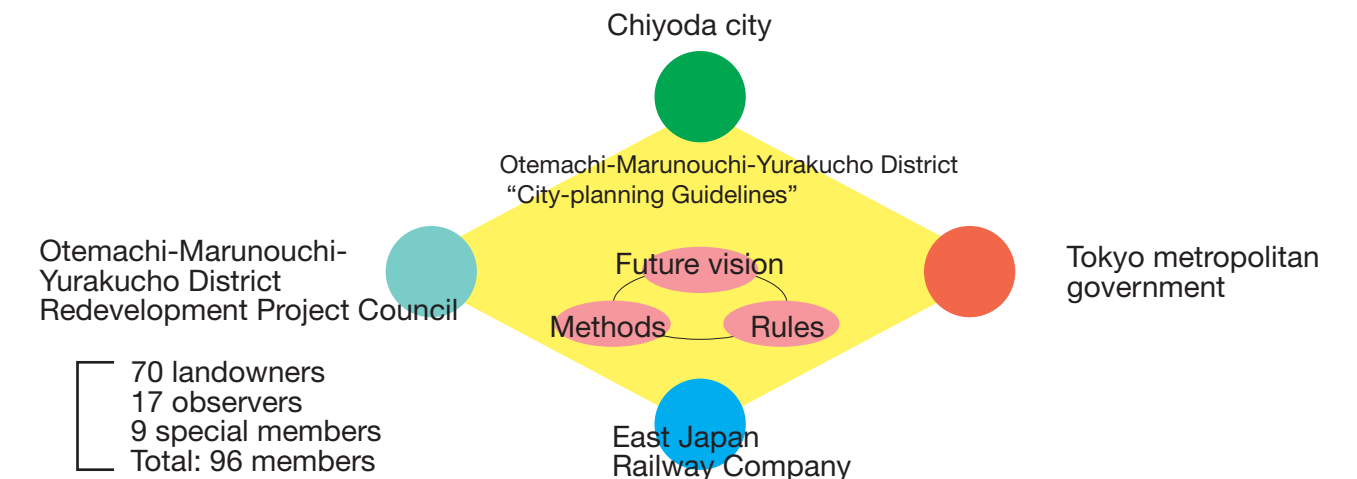 Chiyoda city
Otemachi-Marunouchi-Yurakucho District
“City-planning Guidelines”
Otemachi-Marunouchi-
Yurakucho District
Redevelopment Project Council
Future vision
Methods
Rules
Tokyo metropolitan
government
70 landowners
17 observers
9 special members
Total: 96 members
East Japan
Railway Company